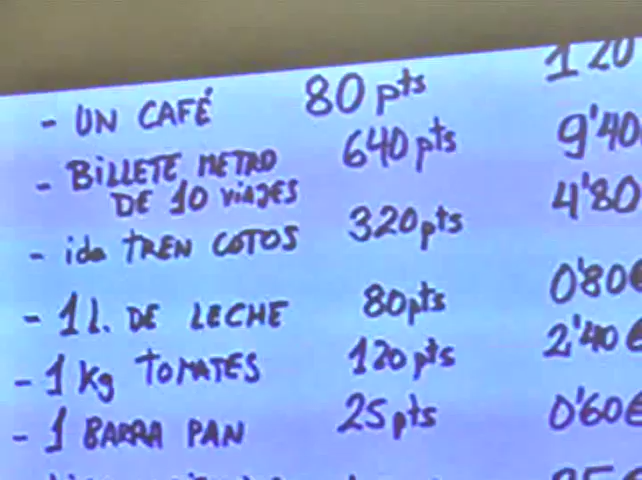 - UN CAFÉ 80 pts 1'20
- BILLETE METRO 640 pts 9'40
DE 10 VIAJES
- ida TREN COTOS 320 pts 4'80
- 1 L. DE LECHE 80 pts 0'80€
- 1 Kg TOMATES 120 pts 2'40€
- 1 BARRA PAN 25 pts 0'60€